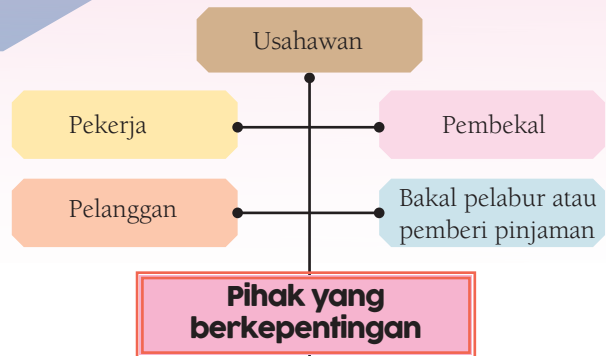 Usahawan
Pekerja
Pembekal
Pelanggan
Bakal pelabur atau
pemberi pinjaman
Pihak yang
berkepentingan